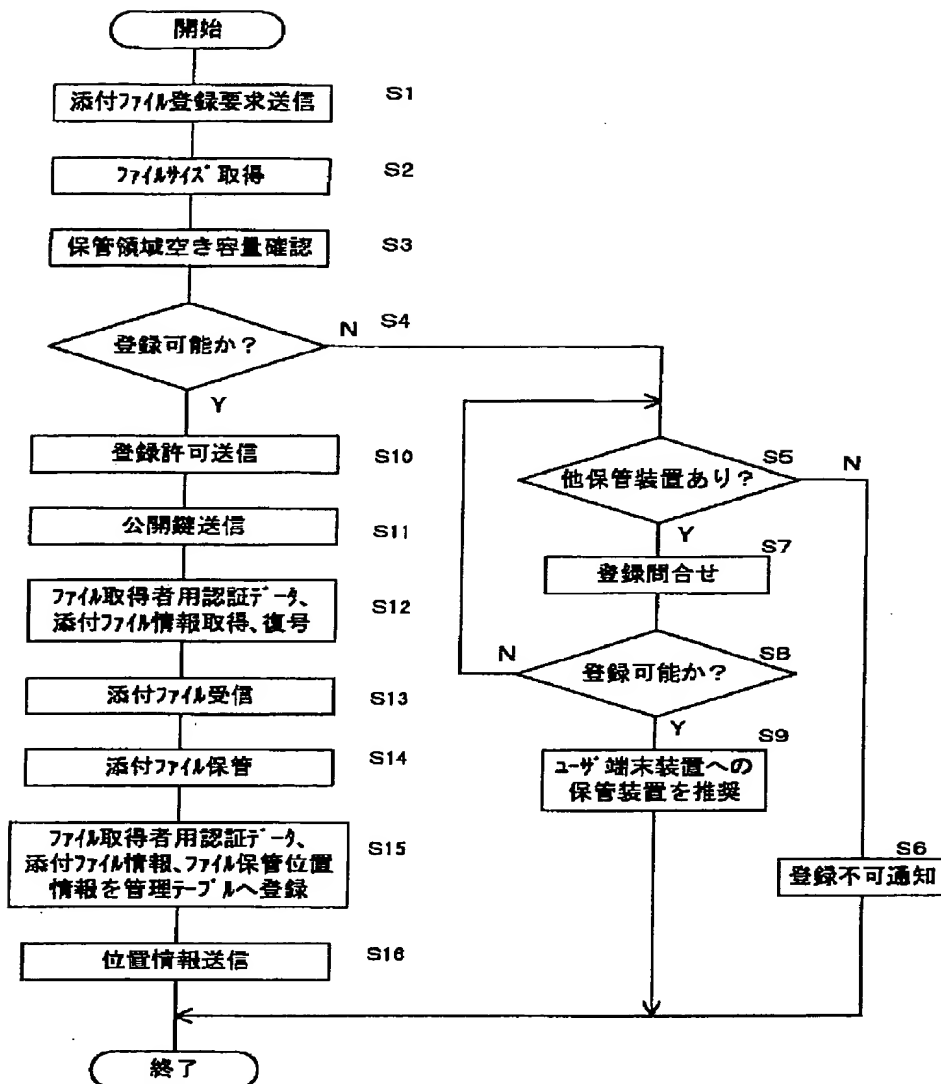 開始
添付ファイル登録要求送信
S1
ファイルサイズ取得
S2
保管領域空き容量確認
S3
登録可能か？
S4
N
Y
登録許可送信
S10
公開鍵送信
S11
ファイル取得者用認証データ、
添付ファイル情報取得、復号
S12
添付ファイル受信
S13
添付ファイル保管
S14
ファイル取得者用認証データ、
添付ファイル情報、ファイル保管位置
情報を管理テーブルへ登録
S15
位置情報送信
S16
終了
他保管装置あり？
S5
N
Y
登録問合せ
S7
登録可能か？
S8
N
Y
ユーザ端末装置への
保管装置を推奨
S9
登録不可通知
S6